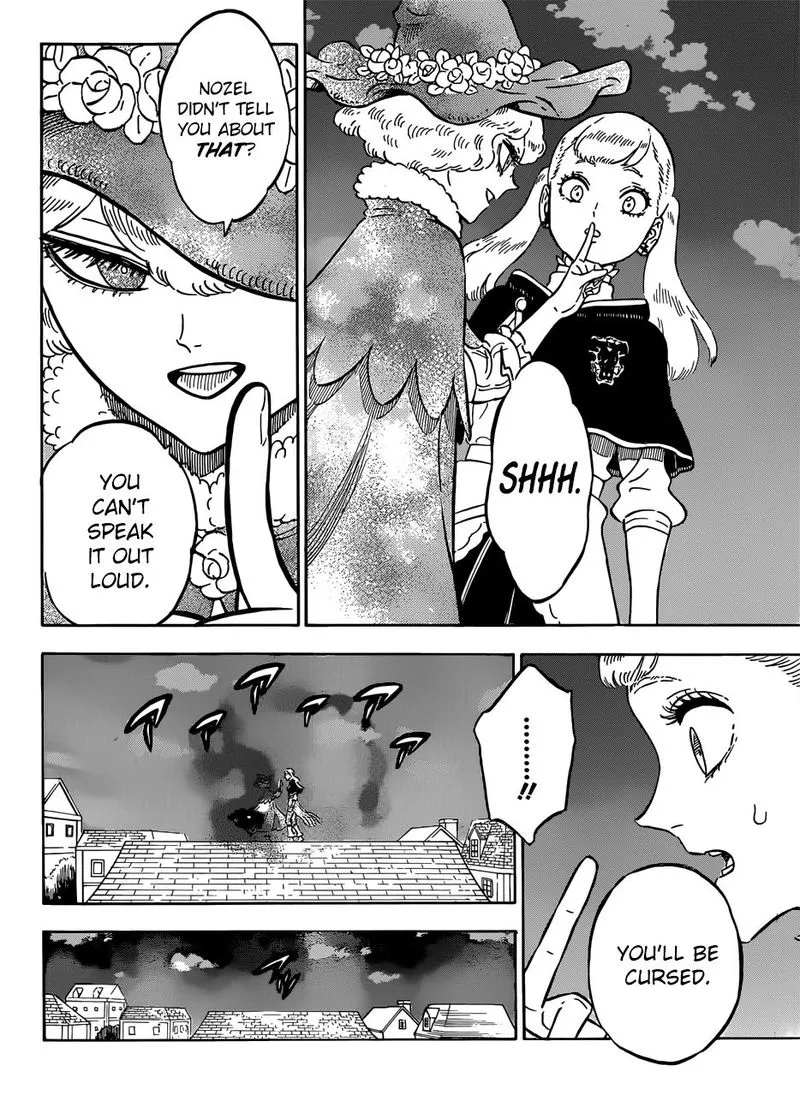 SHHH.
NOZEL
DIDN'T TELL
YOU ABOUT
THAT?
YOU
CAN'T
SPEAK
IT OUT
LOUD.
......!!
YOU'LL BE
CURSED.